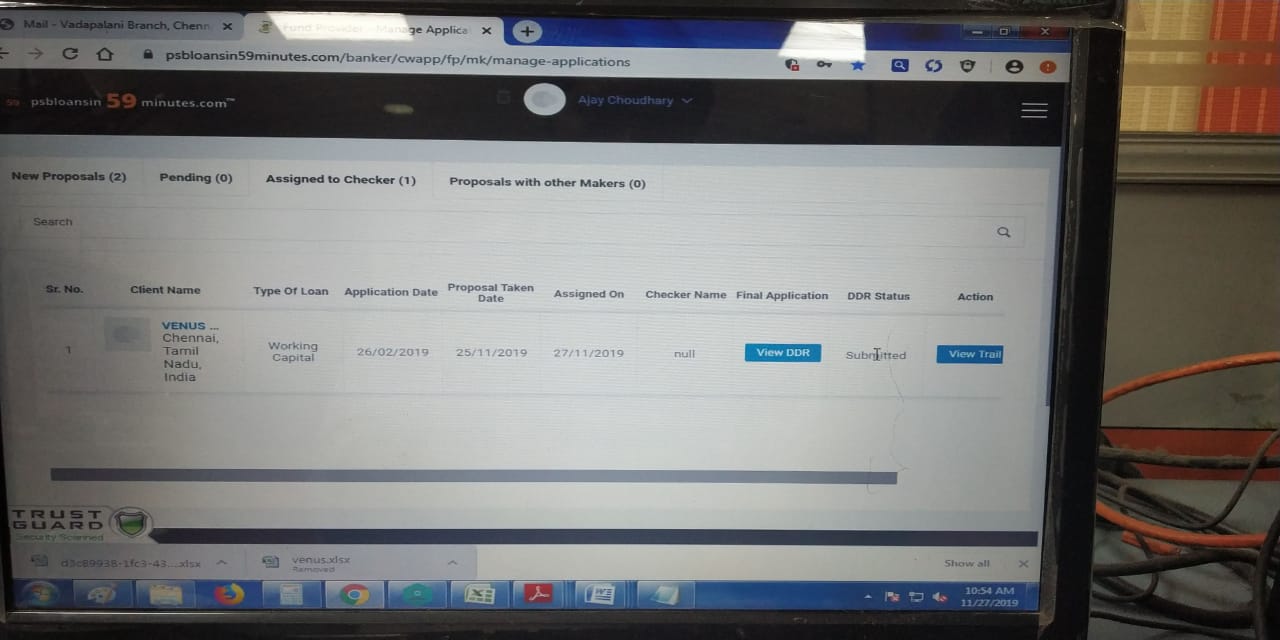 Mail - Vadapalani Branch, Chenn
Fund Provider - Manage Applica
psbloansin59minutes.com/banker/cwapp/fp/mk/manage-applications
59 psbloansin 59 minutes.com™
Ajay Choudhary
New Proposals (2) Pending (0) Assigned to Checker (1) Proposals with other Makers (0)
Search
Sr. No. Client Name Type Of Loan Application Date Proposal Taken Date Assigned On Checker Name Final Application DDR Status Action
1 VENUS ... Working Capital 26/02/2019 25/11/2019 27/11/2019 null View DDR Submitted View Trail
Chennai,
Tamil
Nadu,
India
TRUST
GUARD
Security Scanned
d3c89938-1fc3-43....xlsx
venus.xlsx
Removed
Show all
10:54 AM
11/27/2019